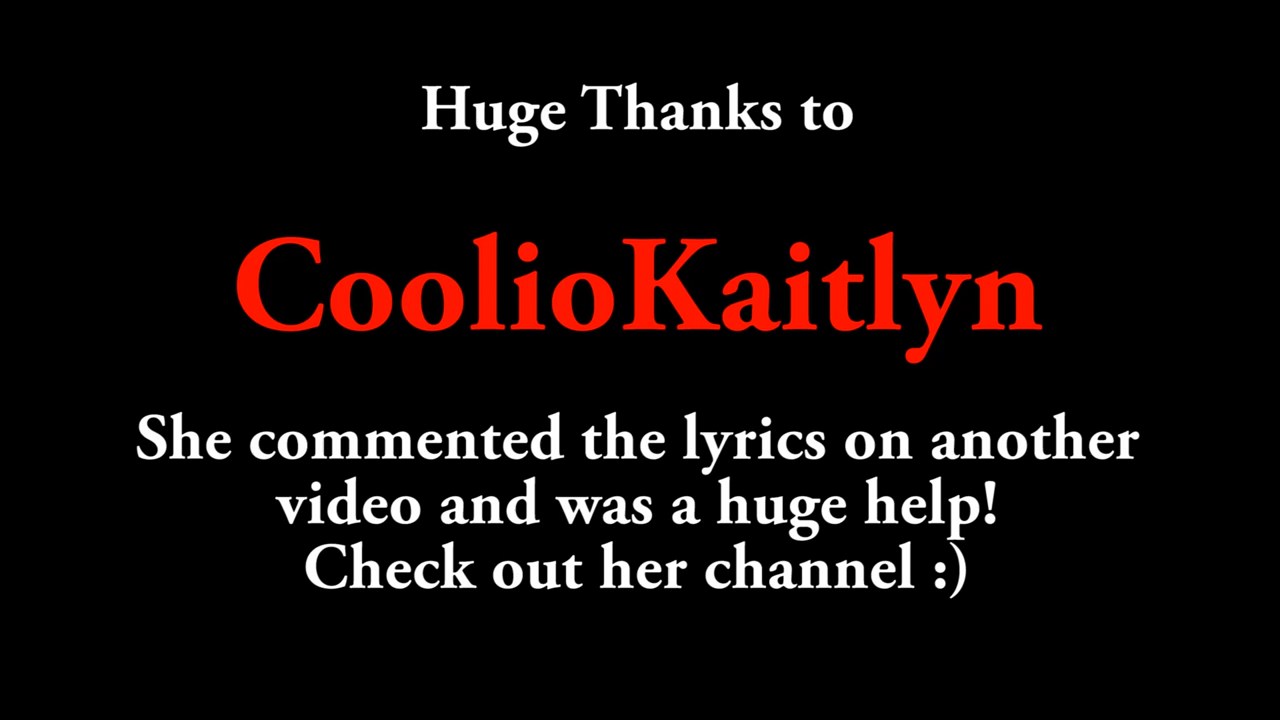 Huge Thanks to
CoolioKaitlyn
She commented the lyrics on another
video and was a huge help!
Check out her channel :)